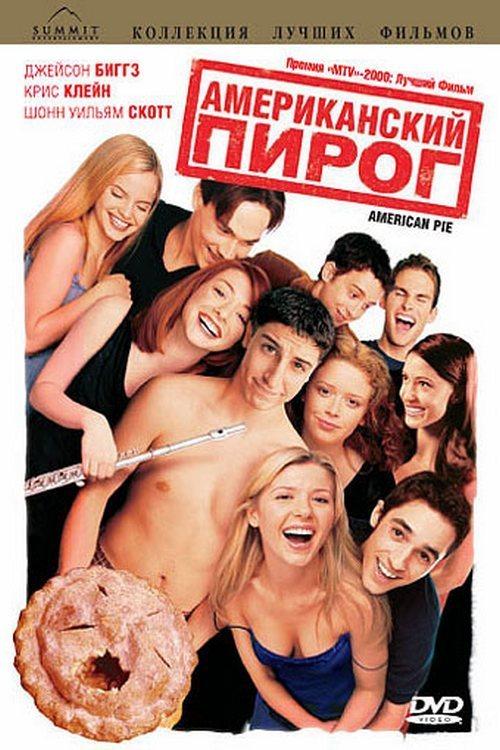 SUMMIT
ENTERTAINMENT
КОЛЛЕКЦИЯ ЛУЧШИХ ФИЛЬМОВ
ДЖЕЙСОН БИГГЗ
КРИС КЛЕЙН
ШОНН УИЛЬЯМ СКОТТ
Премия «MTV»-2000: Лучший Фильм
АМЕРИКАНСКИЙ
ПИРОГ
AMERICAN PIE
DVD
VIDEO